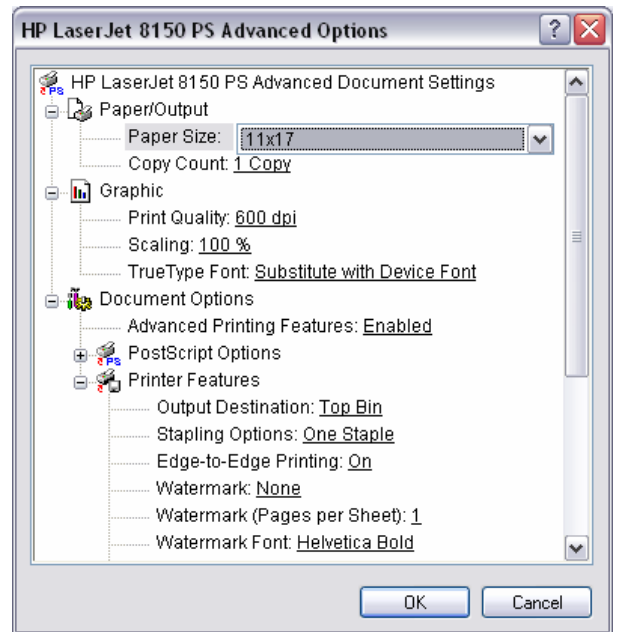 HP LaserJet 8150 PS Advanced Options
HP LaserJet 8150 PS Advanced Document Settings
Paper/Output
Paper Size: 11x17
Copy Count: 1 Copy
Graphic
Print Quality: 600 dpi
Scaling: 100 %
TrueType Font: Substitute with Device Font
Document Options
Advanced Printing Features: Enabled
PS PostScript Options
Printer Features
Output Destination: Top Bin
Stapling Options: One Staple
Edge-to-Edge Printing: On
Watermark: None
Watermark (Pages per Sheet): 1
Watermark Font: Helvetica Bold
OK Cancel